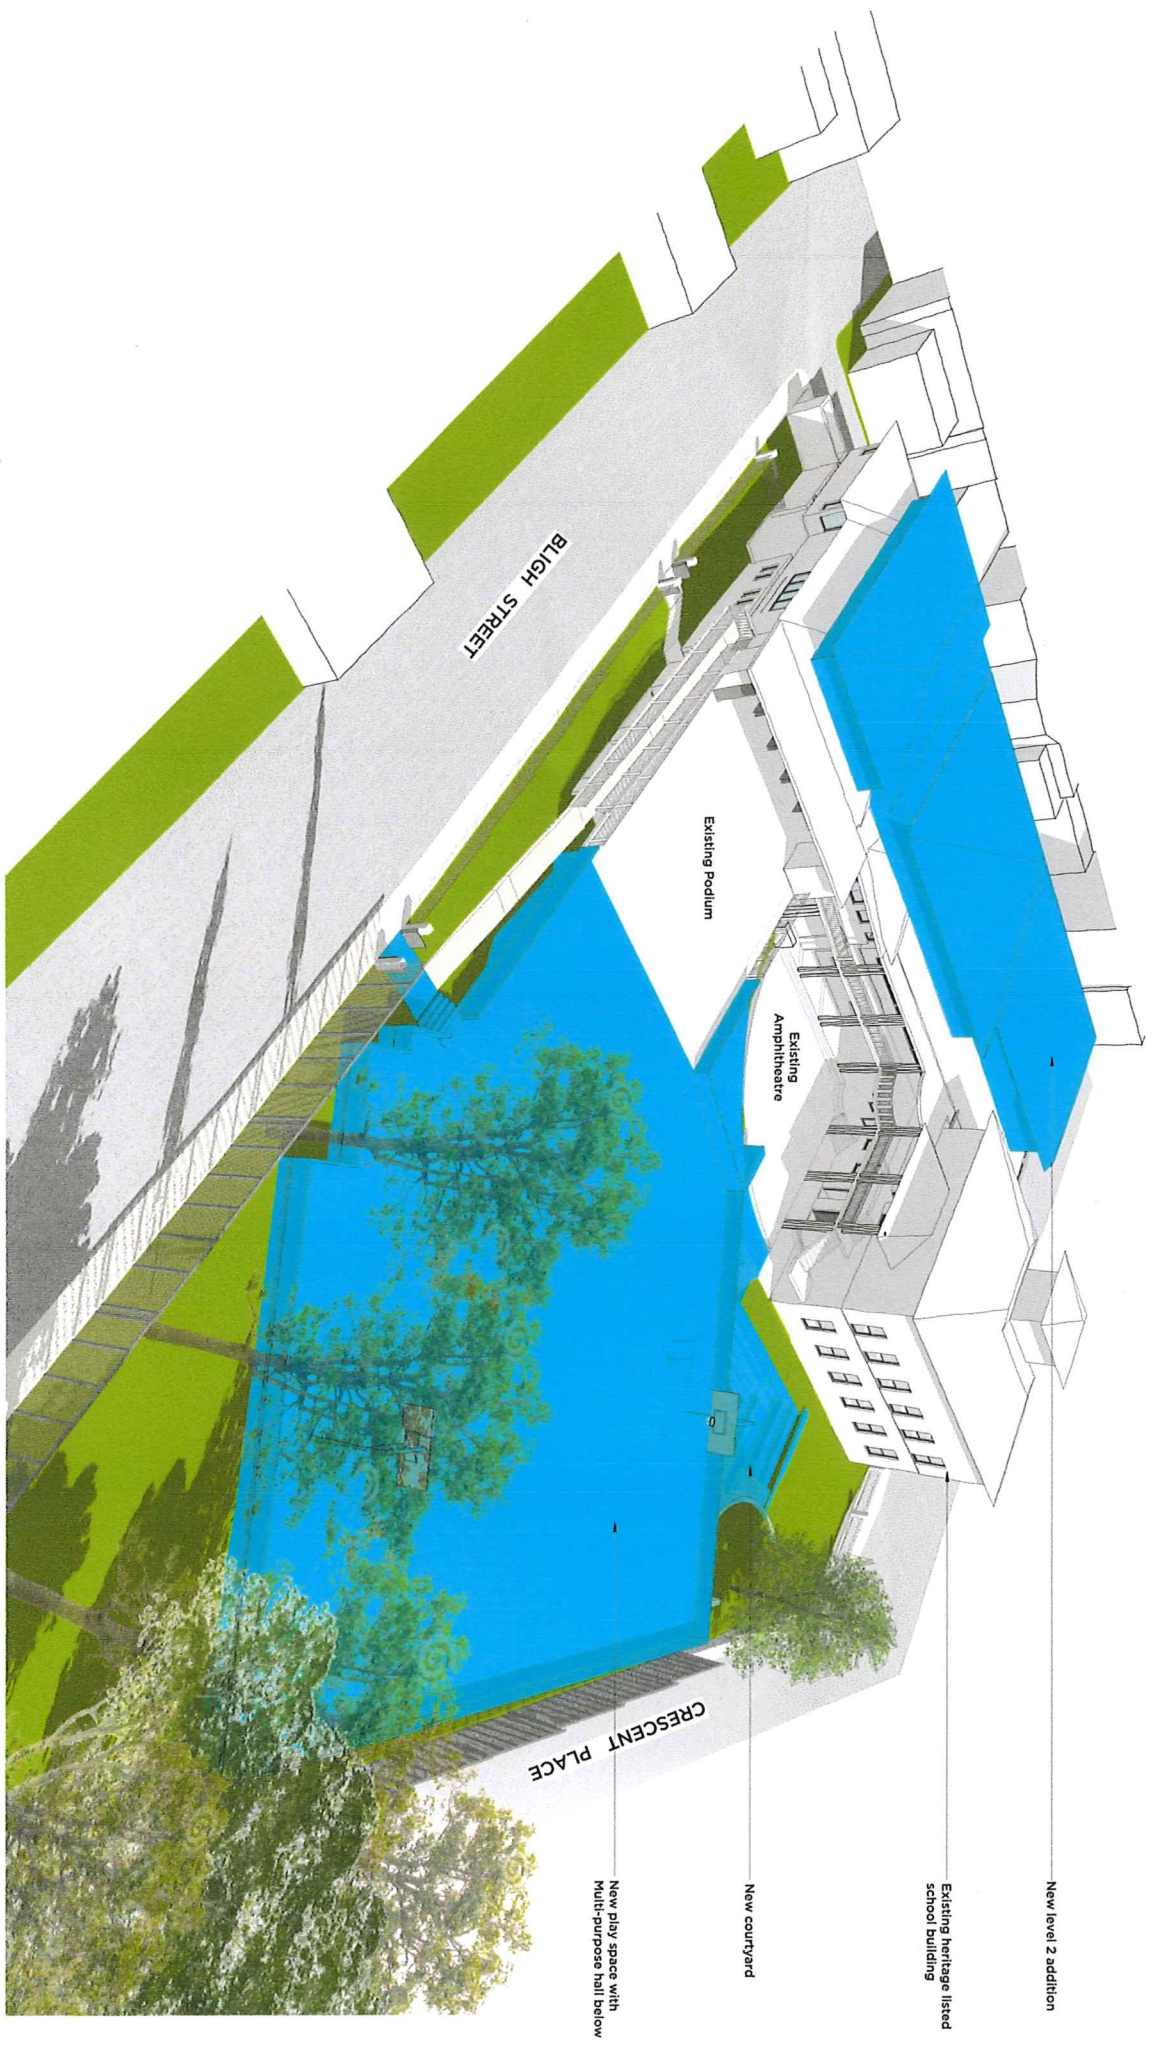 New level 2 addition
Existing heritage listed
school building
New courtyard
New play space with
Multi-purpose hall below
Existing
Amphitheatre
Existing Podium
BLIGH STREET
CRESCENT PLACE